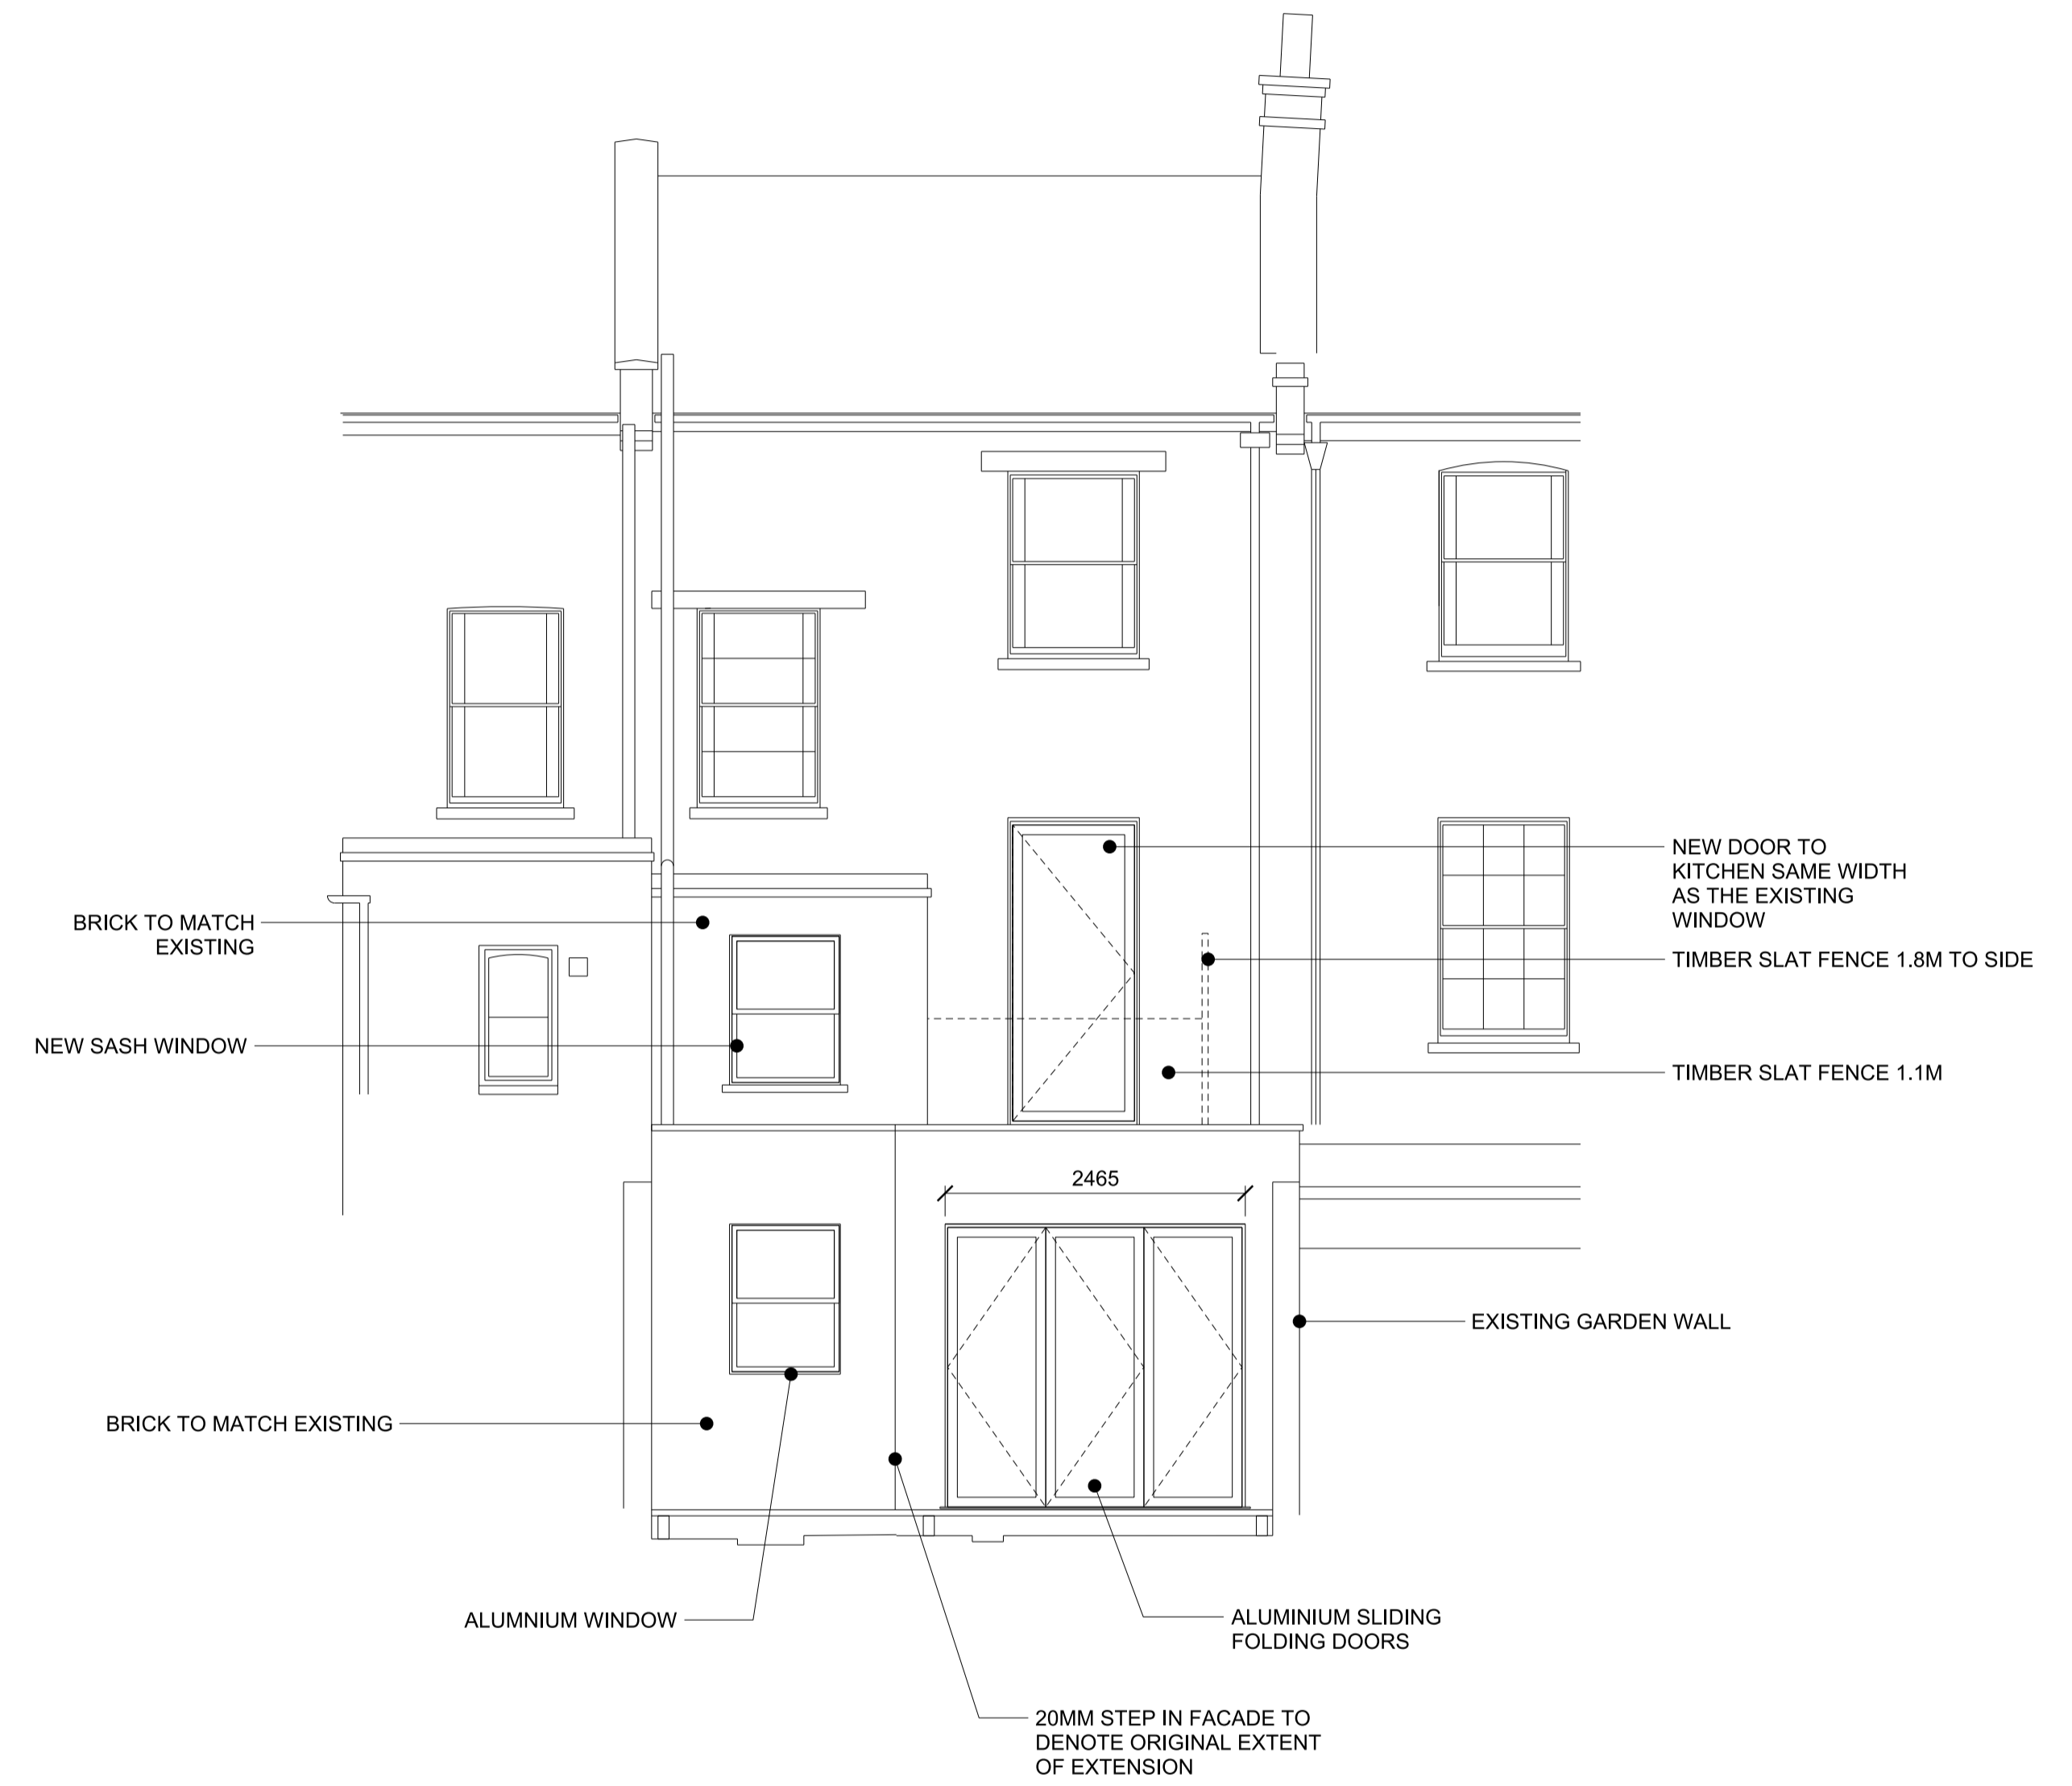 NEW DOOR TO
KITCHEN SAME WIDTH
AS THE EXISTING
WINDOW
BRICK TO MATCH
EXISTING
TIMBER SLAT FENCE 1.8M TO SIDE
NEW SASH WINDOW
TIMBER SLAT FENCE 1.1M
2465
EXISTING GARDEN WALL
BRICK TO MATCH EXISTING
ALUMNIUM WINDOW
ALUMINIUM SLIDING
FOLDING DOORS
20MM STEP IN FACADE TO
DENOTE ORIGINAL EXTENT
OF EXTENSION